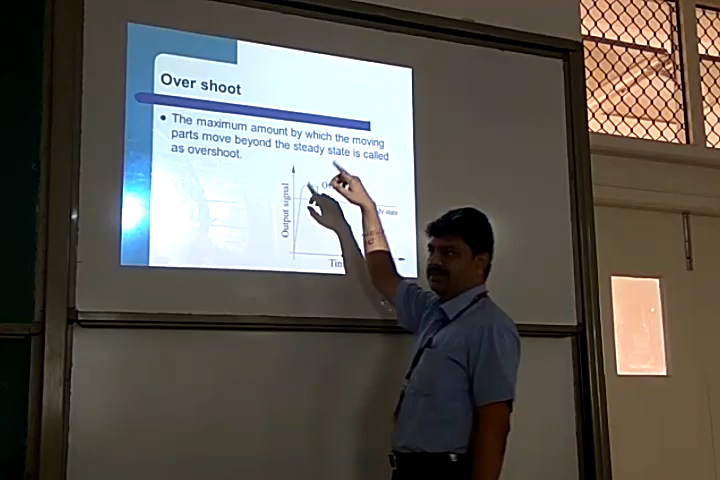 Over shoot
• The maximum amount by which the moving
parts move beyond the steady state is called
as overshoot.
Output signal
state